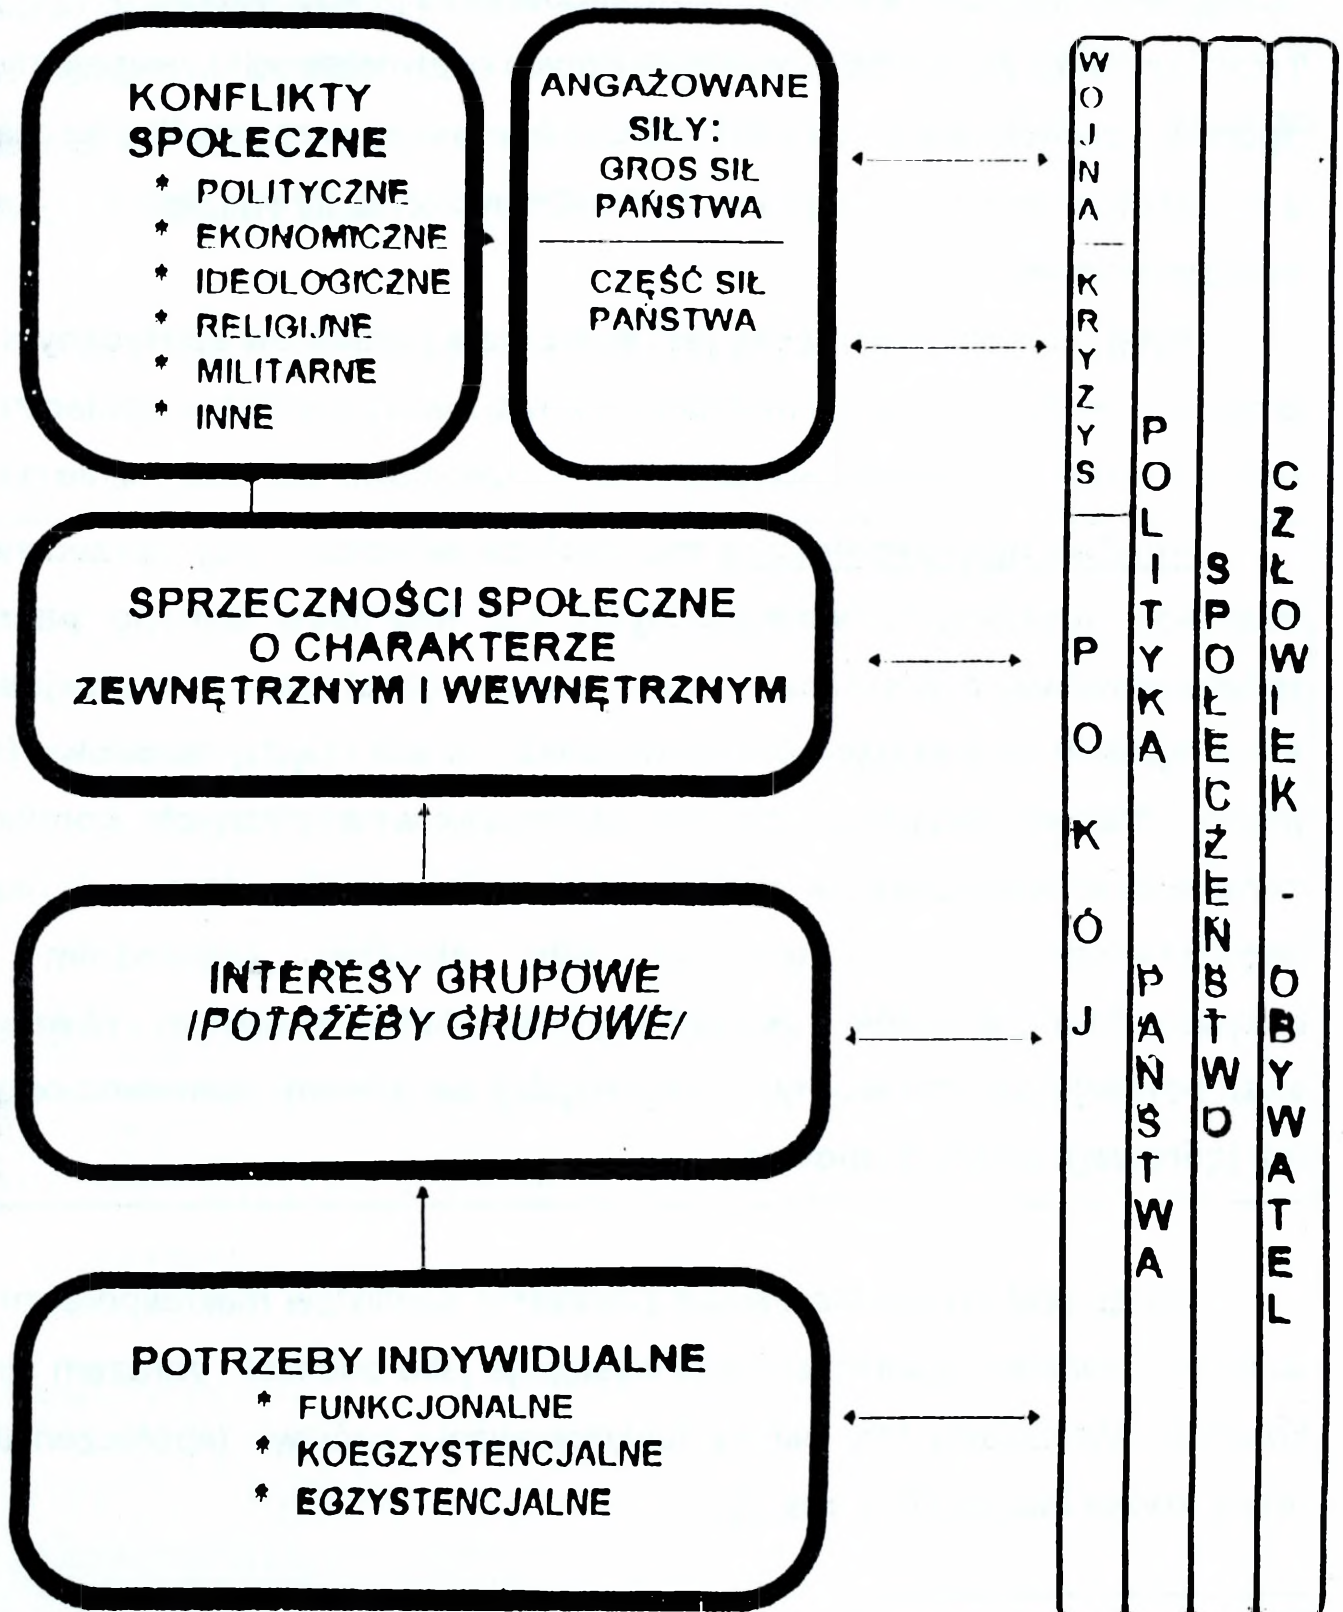 KONFLIKTY
SPOŁECZNE
* POLITYCZNE
* EKONOMICZNE
* IDEOLOGICZNE
* RELIGIJNE
* MILITARNE
* INNE
ANGAŻOWANE
SIŁY:
GROS SIŁ
PAŃSTWA
CZĘŚĆ SIŁ
PAŃSTWA
SPRZECZNOŚCI SPOŁECZNE
O CHARAKTERZE
ZEWNĘTRZNYM I WEWNĘTRZNYM
INTERESY GRUPOWE
/POTRZEBY GRUPOWE/
POTRZEBY INDYWIDUALNE
* FUNKCJONALNE
* KOEGZYSTENCJALNE
* EGZYSTENCJALNE
WOJNA
KRYZYS
POKÓJ
POLITYKA PAŃSTWA
SPOŁECZEŃSTWO
CZŁOWIEK - OBYWATEL